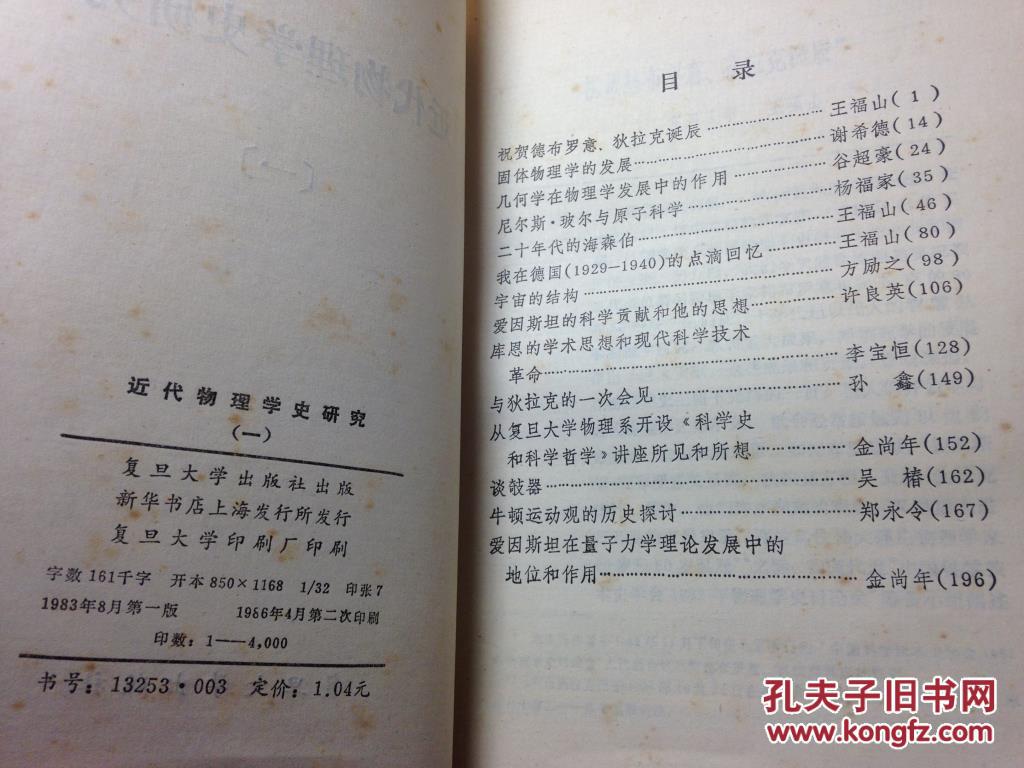 近代物理学史研究
（一）
复旦大学出版社出版
新华书店上海发行所发行
复旦大学印刷厂印刷
字数 161千字 开本 850×1168 1/32 印张 7
1983年8月第一版 1986年4月第二次印刷
印数：1——4,000
书号：13253·003 定价：1.04元
目 录
祝贺德布罗意、狄拉克诞辰……………王福山(1)
固体物理学的发展……………谢希德(14)
几何学在物理学发展中的作用……………谷超豪(24)
尼尔斯·玻尔与原子科学……………杨福家(35)
二十年代的海森伯……………王福山(46)
我在德国(1929—1940)的点滴回忆……………王福山(80)
宇宙的结构……………方励之(98)
爱因斯坦的科学贡献和他的思想……………许良英(106)
库恩的学术思想和现代科学技术
革命……………李宝恒(128)
与狄拉克的一次会见……………孙 鑫(149)
从复旦大学物理系开设《科学史
和科学哲学》讲座所见和所想……………金尚年(152)
谈攲器……………吴 椿(162)
牛顿运动观的历史探讨……………郑永令(167)
爱因斯坦在量子力学理论发展中的
地位和作用……………金尚年(196)
孔夫子旧书网
www.kongfz.com